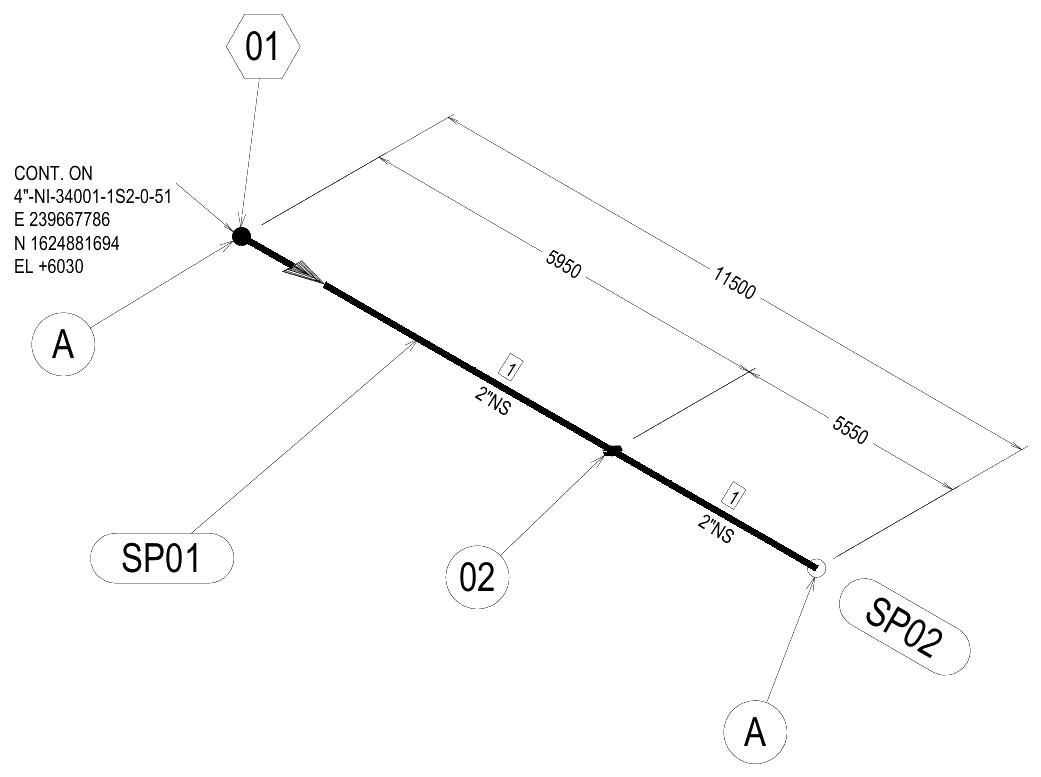 01
CONT. ON
4"-NI-34001-1S2-0-51
E 239667786
N 1624881694
EL +6030
A
5950
11500
1
2"NS
5550
1
2"NS
SP01
02
SP02
A